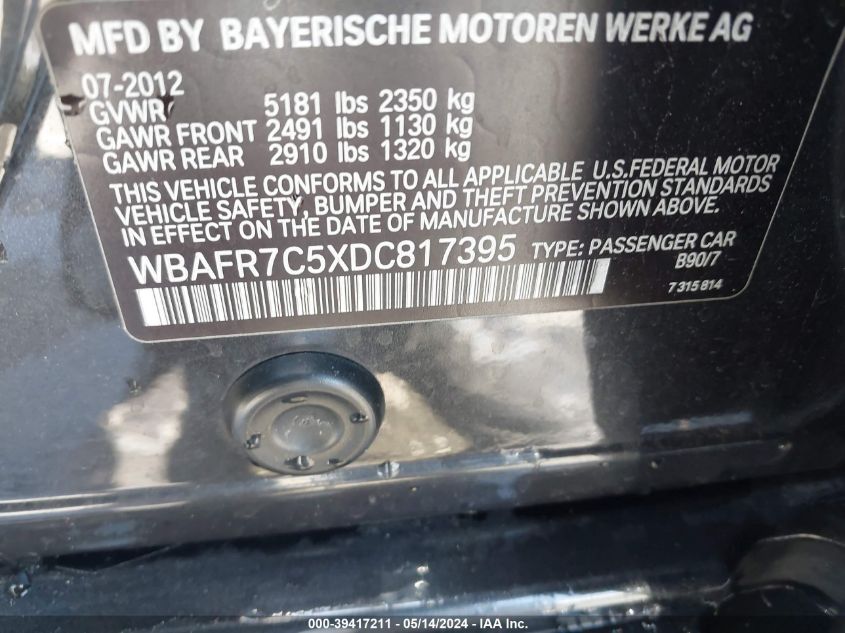 MFD BY BAYERISCHE MOTOREN WERKE AG
07-2012
GVWR 5181 lbs 2350 kg
GAWR FRONT 2491 lbs 1130 kg
GAWR REAR 2910 lbs 1320 kg
THIS VEHICLE CONFORMS TO ALL APPLICABLE U.S.FEDERAL MOTOR
VEHICLE SAFETY, BUMPER AND THEFT PREVENTION STANDARDS
IN EFFECT ON THE DATE OF MANUFACTURE SHOWN ABOVE.
WBAFR7C5XDC817395 TYPE: PASSENGER CAR
B90/7
7315814
000-39417211 - 05/14/2024 - IAA Inc.